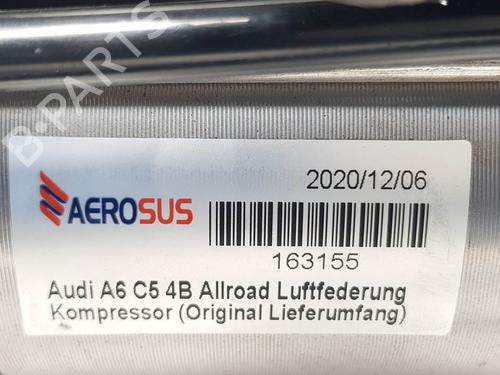 B-PARTS
AEROSUS
2020/12/06
163155
Audi A6 C5 4B Allroad Luftfederung
Kompressor (Original Lieferumfang)